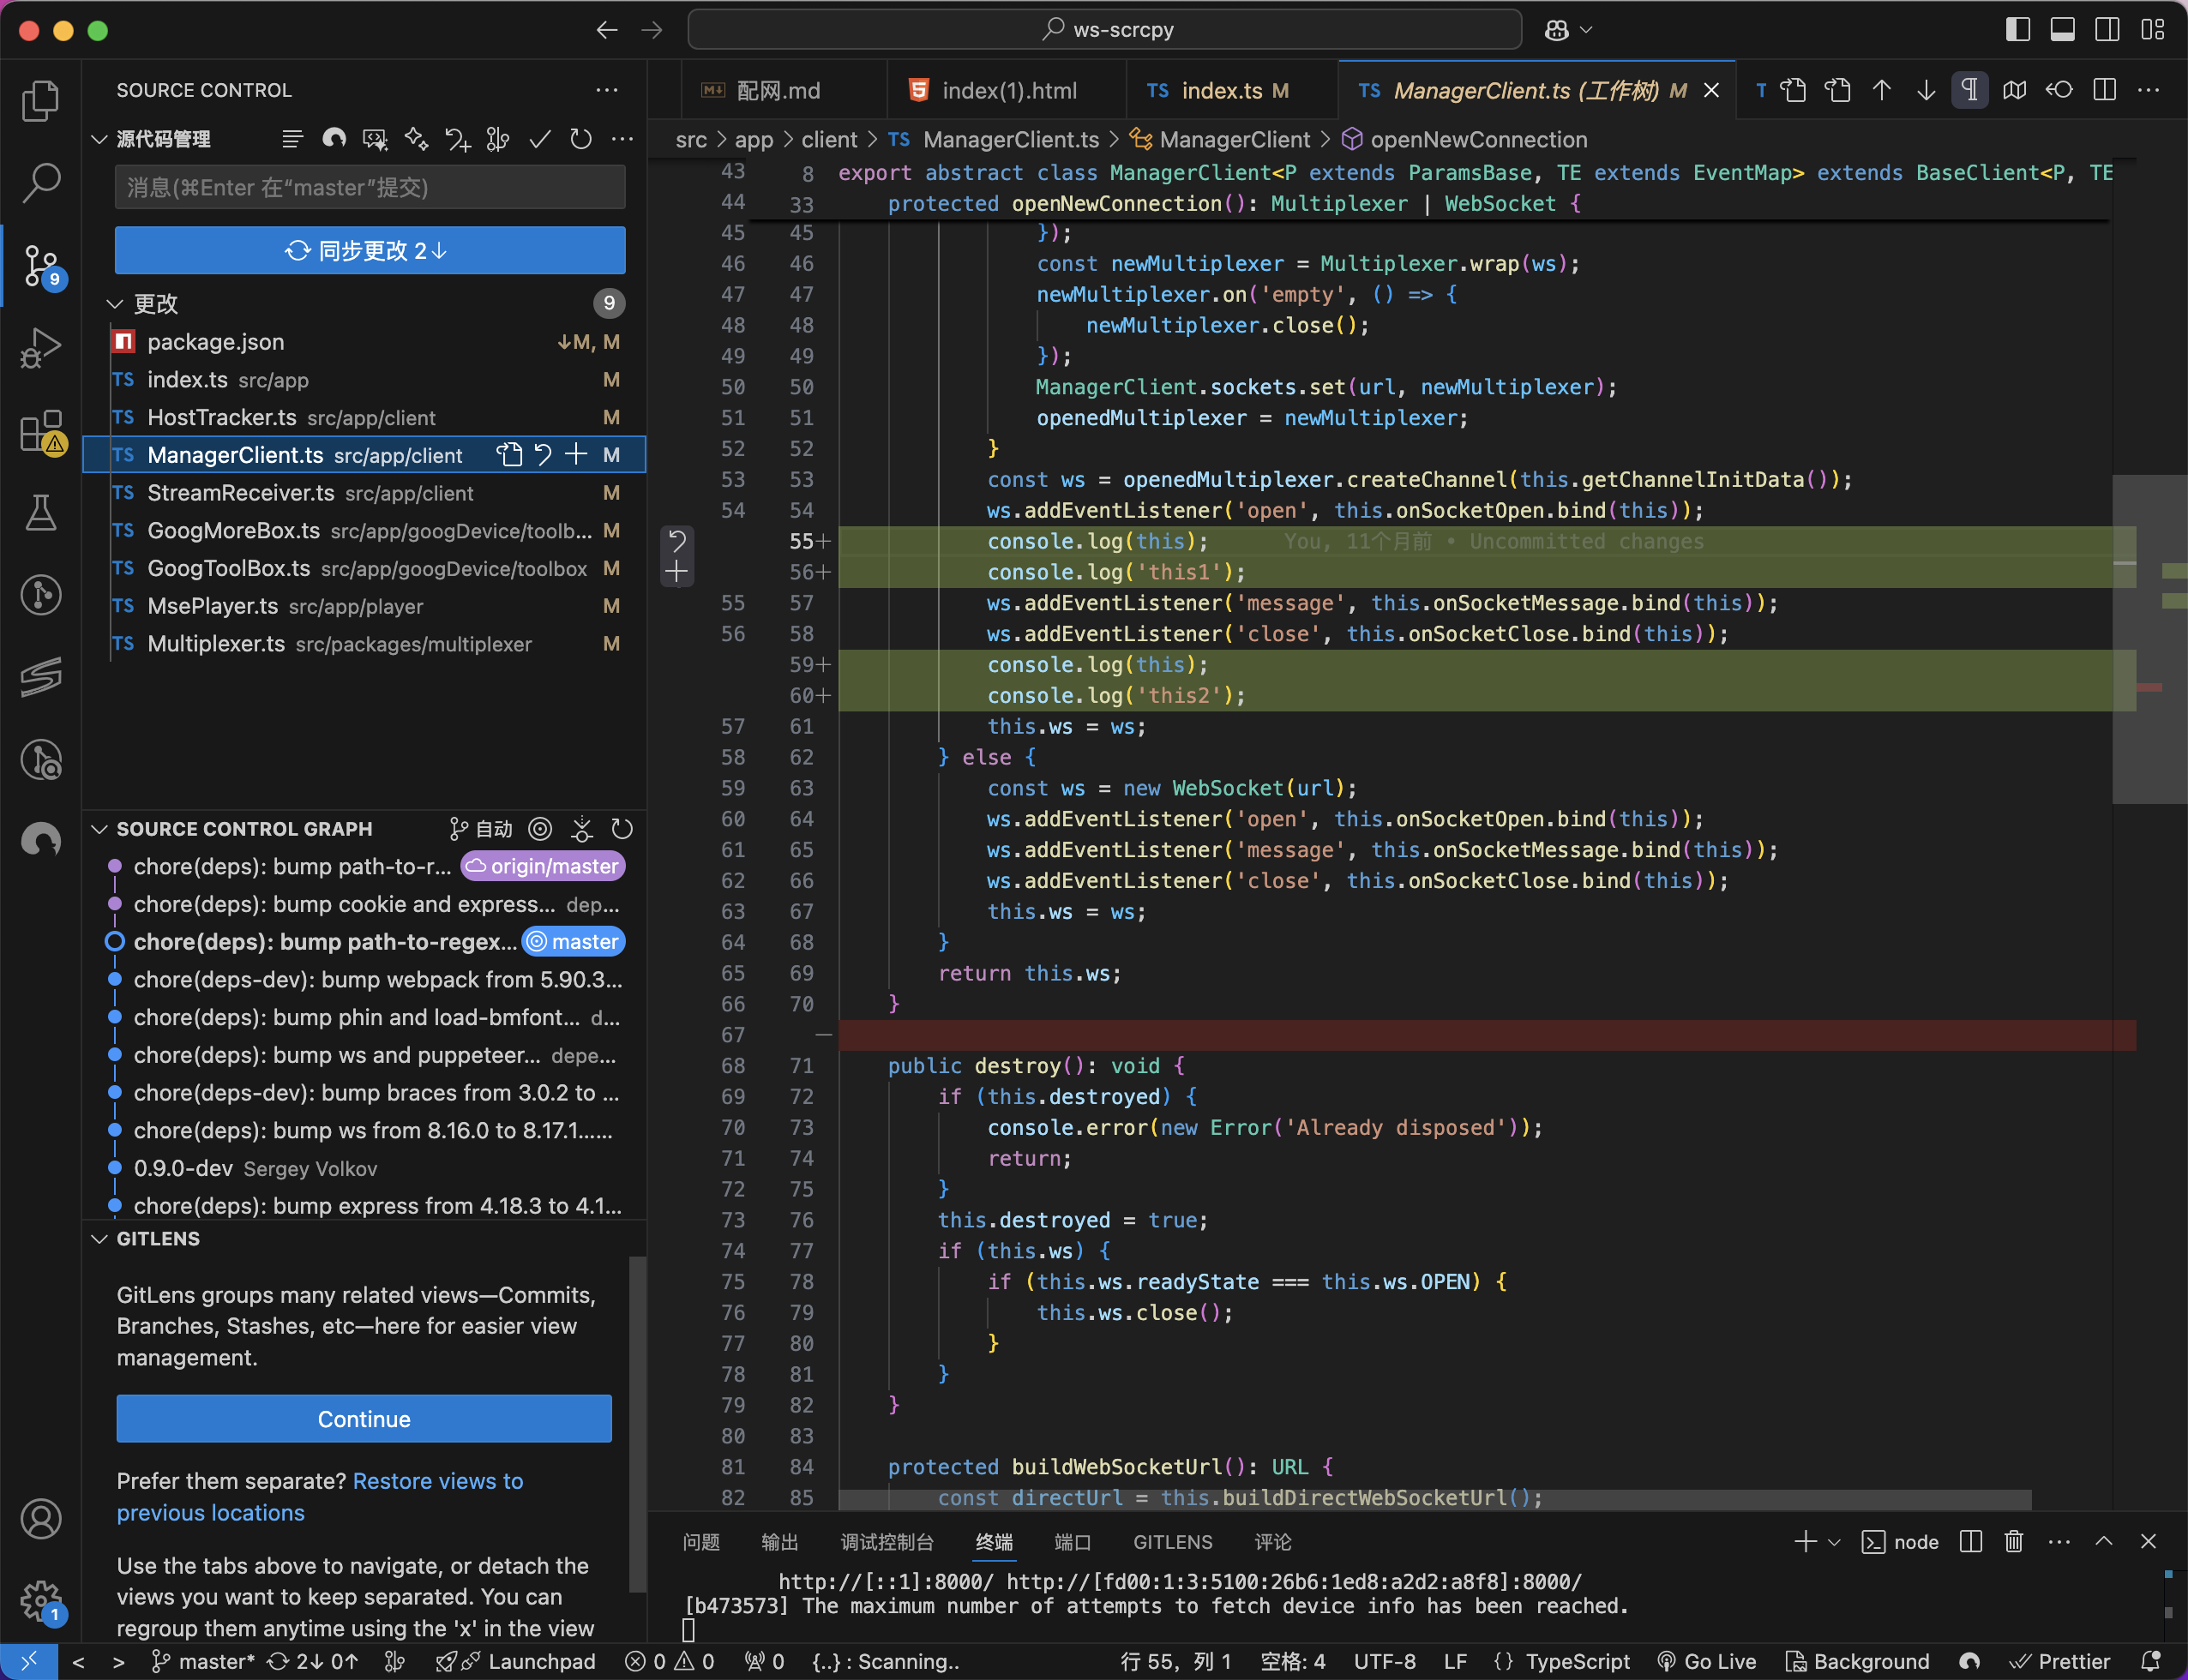 ws-scrcpy
SOURCE CONTROL
源代码管理
消息(⌘Enter 在“master”提交)
同步更改 2↓
更改 9
package.json ↓M, M
TS index.ts src/app M
TS HostTracker.ts src/app/client M
TS ManagerClient.ts src/app/client M
TS StreamReceiver.ts src/app/client M
TS GoogMoreBox.ts src/app/googDevice/toolb... M
TS GoogToolBox.ts src/app/googDevice/toolbox M
TS MsePlayer.ts src/app/player M
TS Multiplexer.ts src/packages/multiplexer M
9
SOURCE CONTROL GRAPH 自动
chore(deps): bump path-to-r... origin/master
chore(deps): bump cookie and express... dep...
chore(deps): bump path-to-regex... master
chore(deps-dev): bump webpack from 5.90.3...
chore(deps): bump phin and load-bmfont... d...
chore(deps): bump ws and puppeteer... depe...
chore(deps-dev): bump braces from 3.0.2 to ...
chore(deps): bump ws from 8.16.0 to 8.17.1......
0.9.0-dev Sergey Volkov
chore(deps): bump express from 4.18.3 to 4.1...
GITLENS
GitLens groups many related views—Commits,
Branches, Stashes, etc—here for easier view
management.
Continue
Prefer them separate? Restore views to
previous locations
Use the tabs above to navigate, or detach the
views you want to keep separated. You can
regroup them anytime using the 'x' in the view
1
M↓ 配网.md
5 index(1).html
TS index.ts M
TS ManagerClient.ts (工作树) M
T
src > app > client > TS ManagerClient.ts > ManagerClient > openNewConnection
43 8 export abstract class ManagerClient<P extends ParamsBase, TE extends EventMap> extends BaseClient<P, TE
44 33 protected openNewConnection(): Multiplexer | WebSocket {
45 45 });
46 46 const newMultiplexer = Multiplexer.wrap(ws);
47 47 newMultiplexer.on('empty', () => {
48 48 newMultiplexer.close();
49 49 });
50 50 ManagerClient.sockets.set(url, newMultiplexer);
51 51 openedMultiplexer = newMultiplexer;
52 52 }
53 53 const ws = openedMultiplexer.createChannel(this.getChannelInitData());
54 54 ws.addEventListener('open', this.onSocketOpen.bind(this));
55+ console.log(this); You, 11个月前 • Uncommitted changes
56+ console.log('this1');
55 57 ws.addEventListener('message', this.onSocketMessage.bind(this));
56 58 ws.addEventListener('close', this.onSocketClose.bind(this));
59+ console.log(this);
60+ console.log('this2');
57 61 this.ws = ws;
58 62 } else {
59 63 const ws = new WebSocket(url);
60 64 ws.addEventListener('open', this.onSocketOpen.bind(this));
61 65 ws.addEventListener('message', this.onSocketMessage.bind(this));
62 66 ws.addEventListener('close', this.onSocketClose.bind(this));
63 67 this.ws = ws;
64 68 }
65 69 return this.ws;
66 70 }
67 —
68 71 public destroy(): void {
69 72 if (this.destroyed) {
70 73 console.error(new Error('Already disposed'));
71 74 return;
72 75 }
73 76 this.destroyed = true;
74 77 if (this.ws) {
75 78 if (this.ws.readyState === this.ws.OPEN) {
76 79 this.ws.close();
77 80 }
78 81 }
79 82 }
80 83
81 84 protected buildWebSocketUrl(): URL {
82 85 const directUrl = this.buildDirectWebSocketUrl();
问题 输出 调试控制台 终端 端口 GITLENS 评论 node
http://[::1]:8000/ http://[fd00:1:3:5100:26b6:1ed8:a2d2:a8f8]:8000/
[b473573] The maximum number of attempts to fetch device info has been reached.
master* 2↓ 0↑ Launchpad 0 0 0 {..} : Scanning.. 行 55，列 1 空格: 4 UTF-8 LF {} TypeScript Go Live Background Prettier